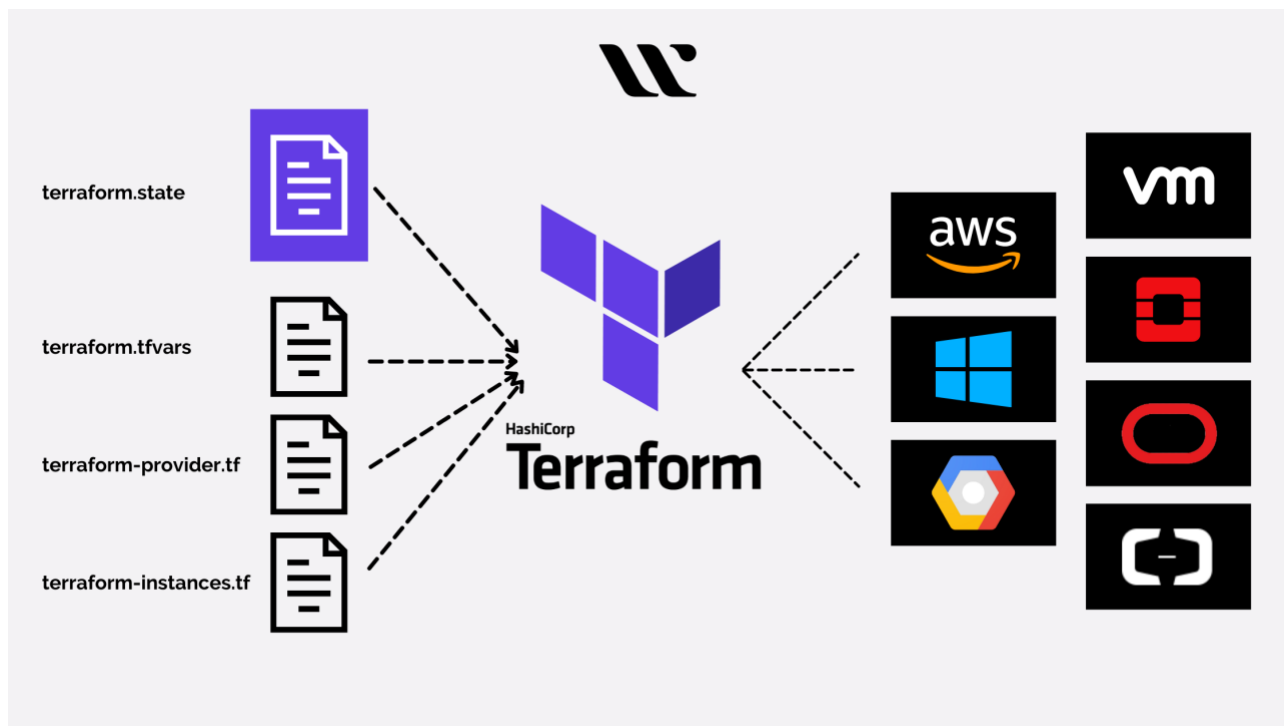 terraform.state
terraform.tfvars
terraform-provider.tf
terraform-instances.tf
HashiCorp
Terraform
aws
vm